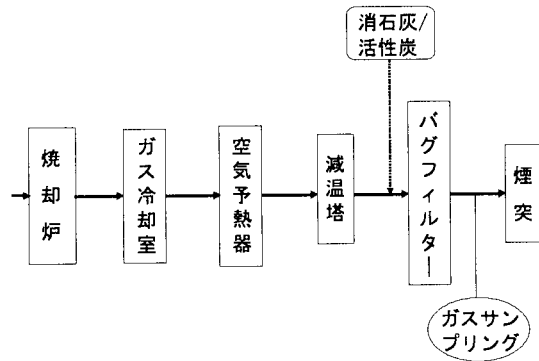 消石灰/
活性炭
焼却炉
ガス冷却室
空気予熱器
減温塔
バグフィルター
煙突
ガスサン
プリング